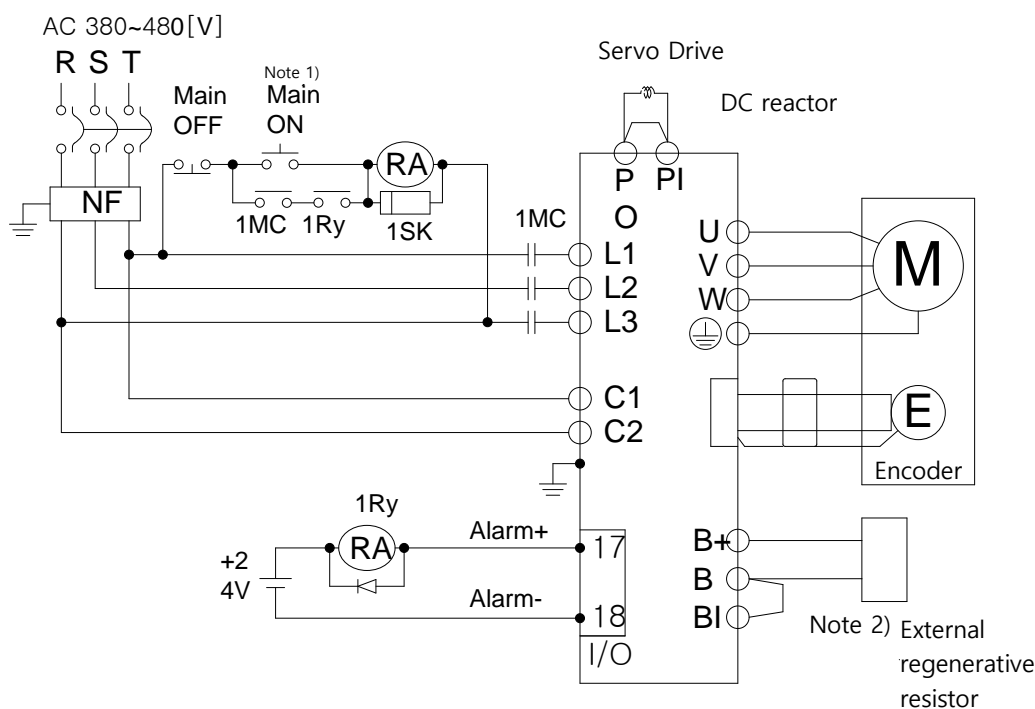 AC 380~480[V]
R S T
Main
OFF
Note 1)
Main
ON
RA
1MC 1Ry 1SK
NF
1MC
Servo Drive
DC reactor
P
O
PI
L1
L2
L3
C1
C2
U
V
W
M
E
Encoder
1Ry
RA
+2
4V
Alarm+
Alarm-
17
18
I/O
B+
B
BI
Note 2) External
regenerative
resistor